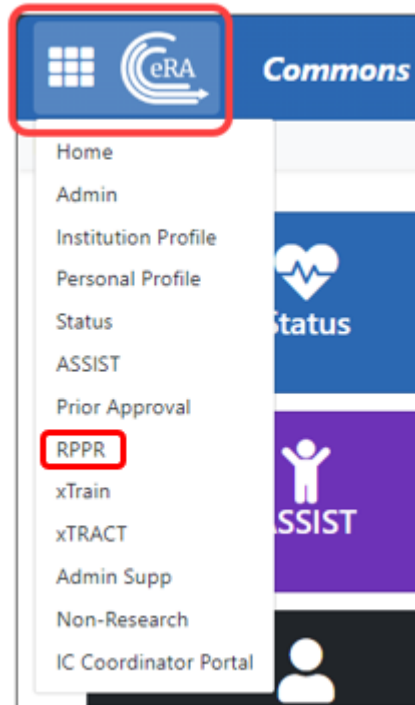 eRA Commons
Home
Admin
Institution Profile
Personal Profile
Status
ASSIST
Prior Approval
RPPR
xTrain
xTRACT
Admin Supp
Non-Research
IC Coordinator Portal
Status
SSIST